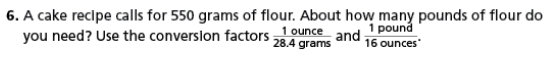 6. A cake recipe calls for 550 grams of flour. About how many pounds of flour do
you need? Use the conversion factors 1 ounce / 28.4 grams and 1 pound / 16 ounces.